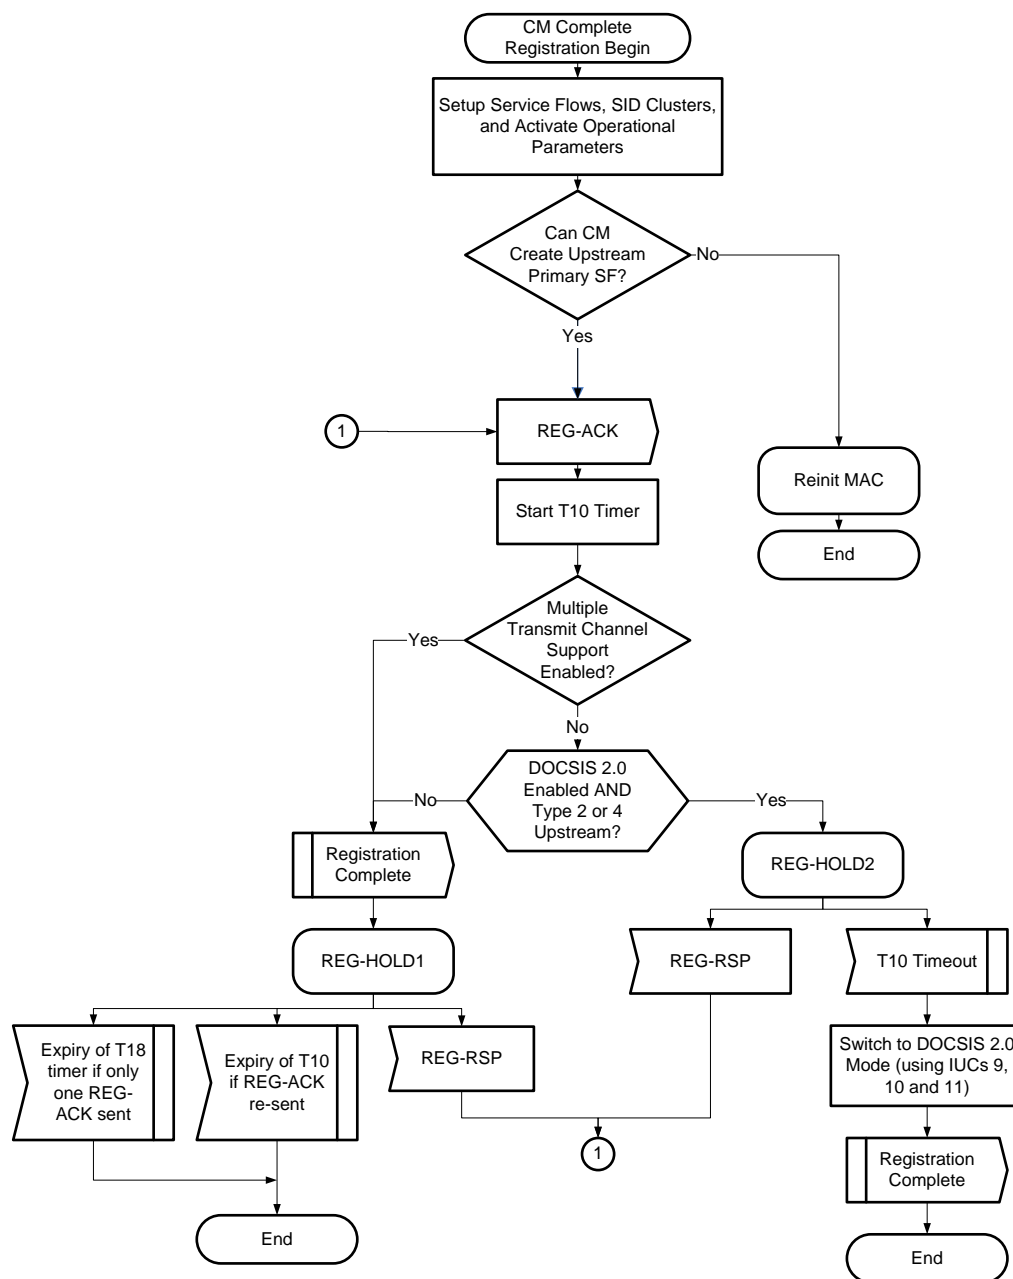 CM Complete
Registration Begin
Setup Service Flows, SID Clusters,
and Activate Operational
Parameters
Can CM
Create Upstream
Primary SF?
No
Yes
1
REG-ACK
Reinit MAC
Start T10 Timer
End
Multiple
Transmit Channel
Support
Enabled?
Yes
No
DOCSIS 2.0
Enabled AND
Type 2 or 4
Upstream?
No
Yes
Registration
Complete
REG-HOLD2
REG-HOLD1
REG-RSP
T10 Timeout
Expiry of T18
timer if only
one REG-
ACK sent
Expiry of T10
if REG-ACK
re-sent
REG-RSP
Switch to DOCSIS 2.0
Mode (using IUCs 9,
10 and 11)
1
Registration
Complete
End
End